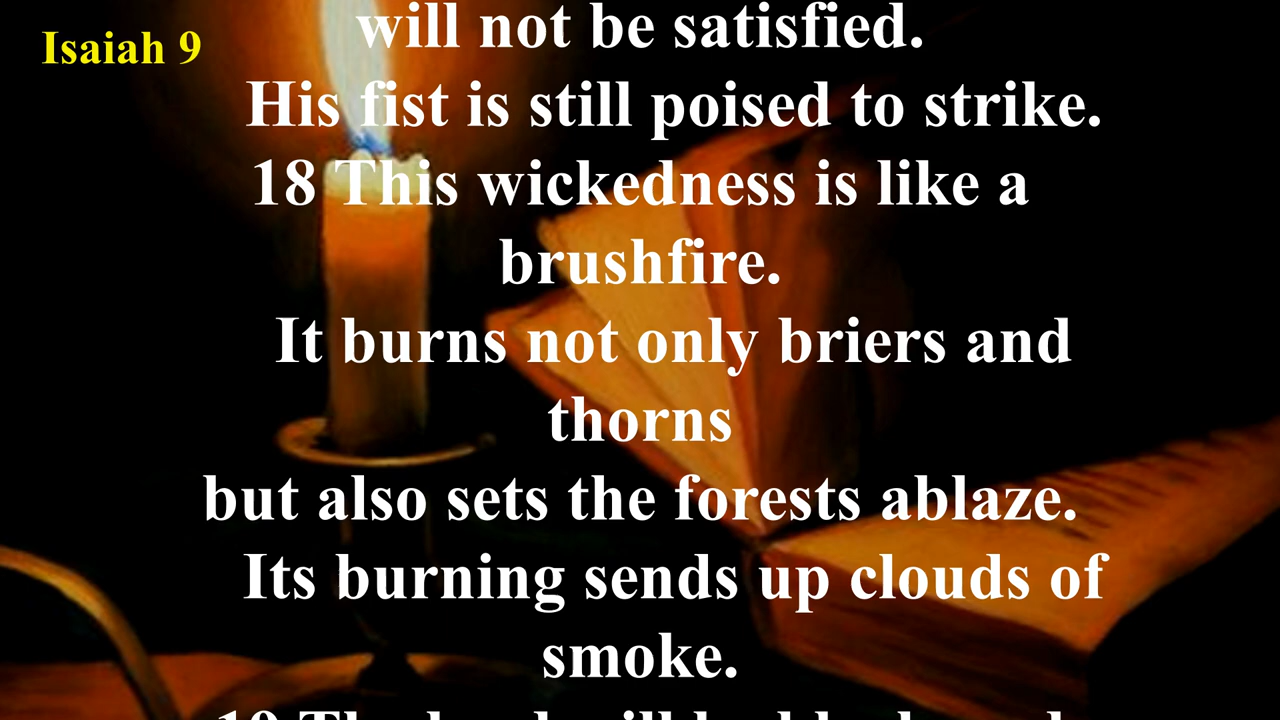 Isaiah 9
will not be satisfied.
His fist is still poised to strike.
18 This wickedness is like a
brushfire.
It burns not only briers and
thorns
but also sets the forests ablaze.
Its burning sends up clouds of
smoke.